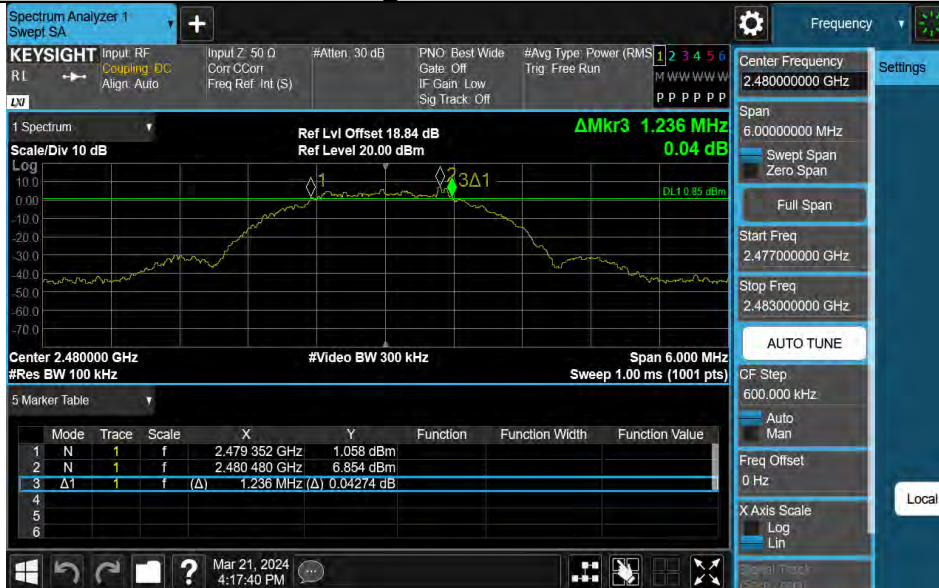 Spectrum Analyzer 1
Swept SA
+
Frequency
KEYSIGHT
RL
LXI
Input: RF
Coupling: DC
Align: Auto
Input Z: 50 Ω
Corr CCorr
Freq Ref: Int (S)
#Atten: 30 dB
PNO: Best Wide
Gate: Off
IF Gain: Low
Sig Track: Off
#Avg Type: Power (RMS
Trig: Free Run
1 2 3 4 5 6
M WW WW W
P P P P P P
1 Spectrum
Scale/Div 10 dB
Ref Lvl Offset 18.84 dB
Ref Level 20.00 dBm
ΔMkr3 1.236 MHz
0.04 dB
Log
10.0
0.00
-10.0
-20.0
-30.0
-40.0
-50.0
-60.0
-70.0
1
2
3Δ1
DL1 0.85 dBm
Center 2.480000 GHz
#Res BW 100 kHz
#Video BW 300 kHz
Span 6.000 MHz
Sweep 1.00 ms (1001 pts)
5 Marker Table
Mode Trace Scale X Y Function Function Width Function Value
1 N 1 f 2.479 352 GHz 1.058 dBm
2 N 1 f 2.480 480 GHz 6.854 dBm
3 Δ1 1 f (Δ) 1.236 MHz (Δ) 0.04274 dB
4
5
6
?
Mar 21, 2024
4:17:40 PM
Center Frequency
2.480000000 GHz
Settings
Span
6.00000000 MHz
Swept Span
Zero Span
Full Span
Start Freq
2.477000000 GHz
Stop Freq
2.483000000 GHz
AUTO TUNE
CF Step
600.000 kHz
Auto
Man
Freq Offset
0 Hz
Local
X Axis Scale
Log
Lin
Signal Track